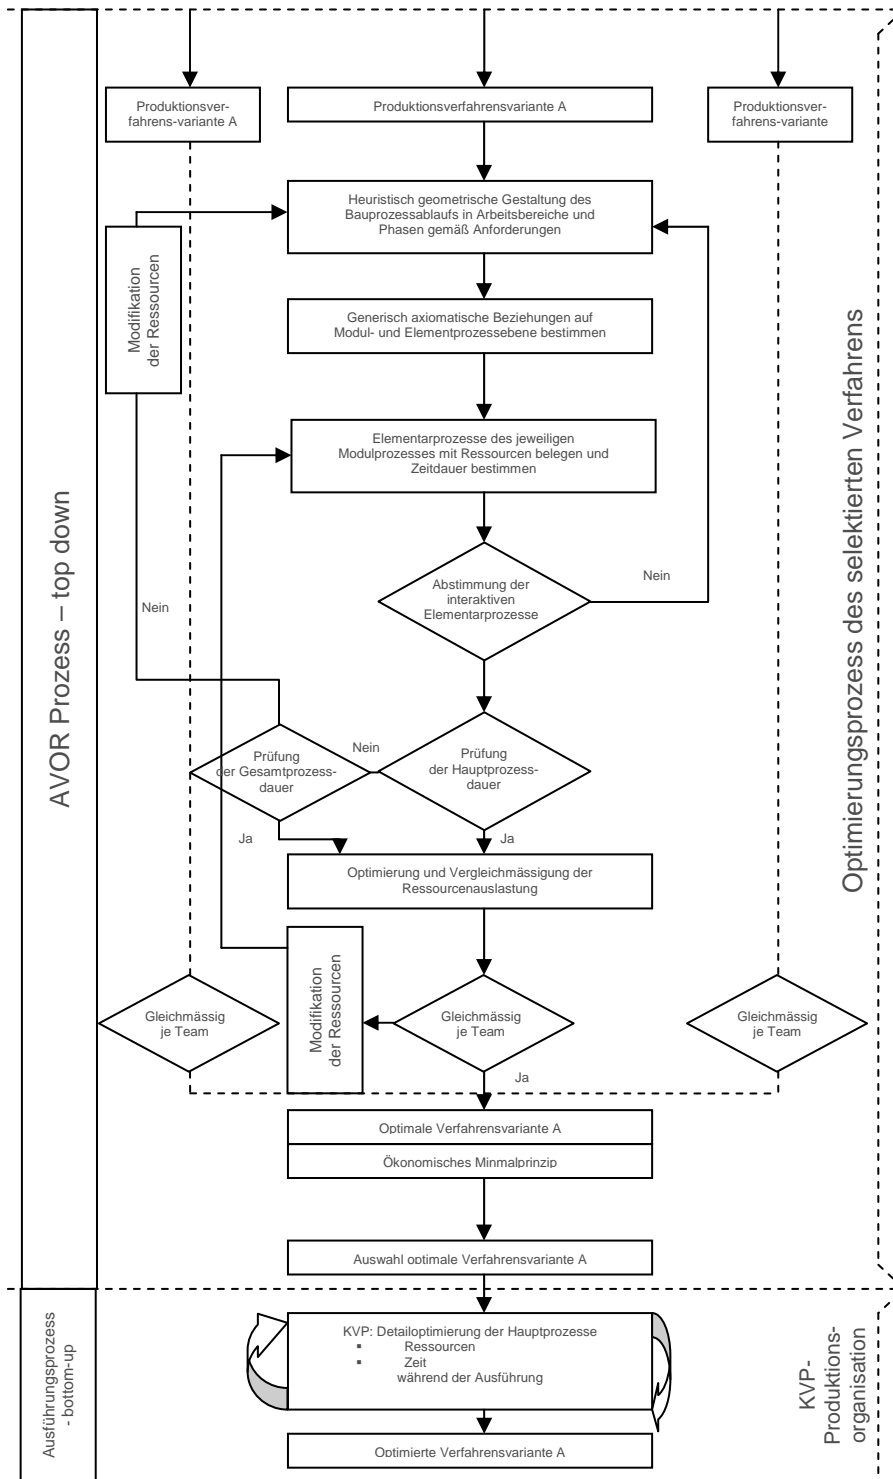 Produktionsver-
fahrens-variante A
Produktionsverfahrensvariante A
Produktionsver-
fahrens-variante
Heuristisch geometrische Gestaltung des
Bauprozessablaufs in Arbeitsbereiche und
Phasen gemäß Anforderungen
Modifikation
der Ressourcen
Generisch axiomatische Beziehungen auf
Modul- und Elementprozessebene bestimmen
Elementarprozesse des jeweiligen
Modulprozesses mit Ressourcen belegen und
Zeitdauer bestimmen
AVOR Prozess – top down
Optimierungsprozess des selektierten Verfahrens
Abstimmung der
interaktiven
Elementarprozesse
Nein
Nein
Prüfung
der Gesamtprozess-
dauer
Nein
Prüfung
der Hauptprozess-
dauer
Ja
Ja
Optimierung und Vergleichmässigung der
Ressourcenauslastung
Modifikation
der Ressourcen
Gleichmässig
je Team
Gleichmässig
je Team
Gleichmässig
je Team
Ja
Optimale Verfahrensvariante A
Ökonomisches Minmalprinzip
Auswahl optimale Verfahrensvariante A
Ausführungsprozess
- bottom-up
KVP: Detailoptimierung der Hauptprozesse
▪ Ressourcen
▪ Zeit
während der Ausführung
KVP-
Produktions-
organisation
Optimierte Verfahrensvariante A